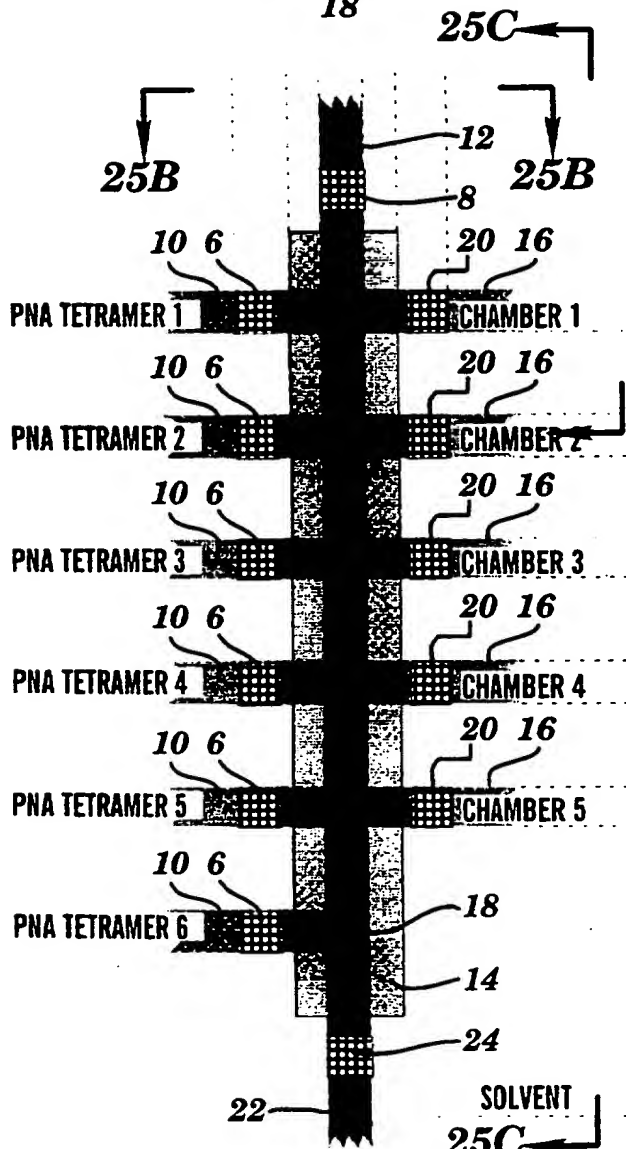 18
25C
25B 25B
12
8
10 6 20 16
PNA TETRAMER 1 CHAMBER 1
10 6 20 16
PNA TETRAMER 2 CHAMBER 2
10 6 20 16
PNA TETRAMER 3 CHAMBER 3
10 6 20 16
PNA TETRAMER 4 CHAMBER 4
10 6 20 16
PNA TETRAMER 5 CHAMBER 5
10 6
PNA TETRAMER 6
18
14
24
22
SOLVENT
25C